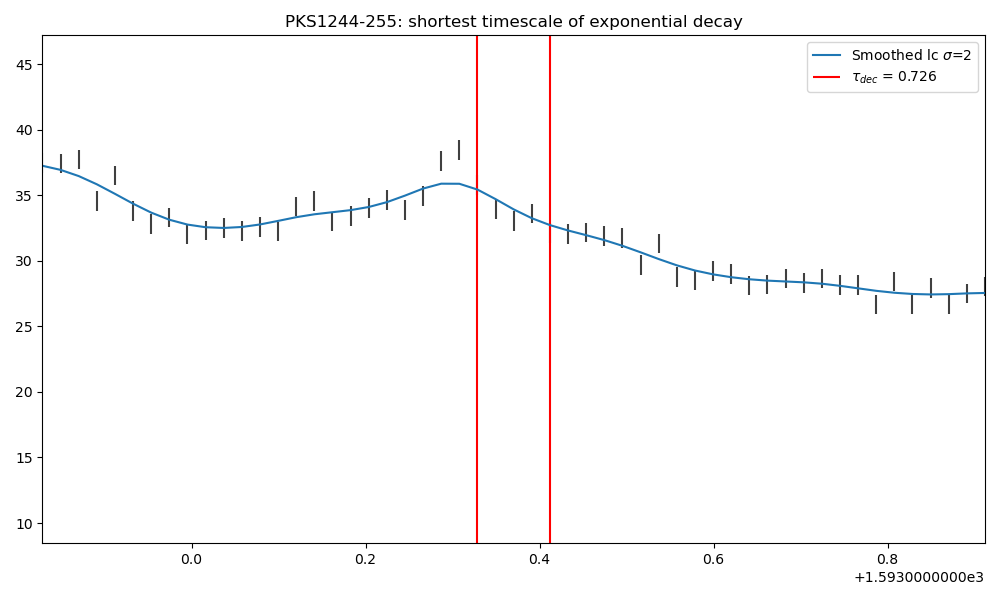 PKS1244-255: shortest timescale of exponential decay
Smoothed lc σ=2
τ_dec = 0.726
45
40
35
30
25
20
15
10
0.0 0.2 0.4 0.6 0.8
+1.5930000000e3